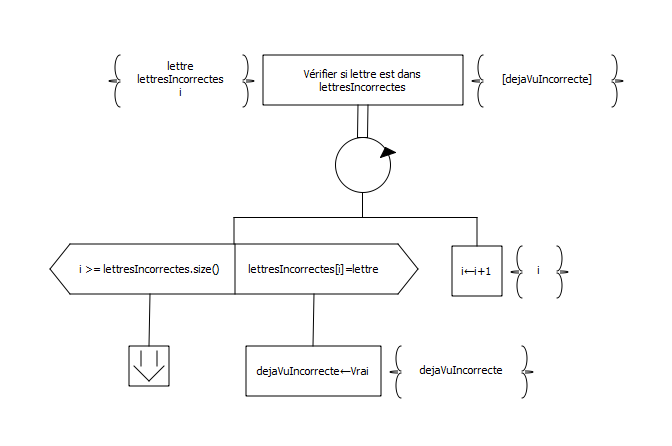 lettre
lettresIncorrectes
i
Vérifier si lettre est dans
lettresIncorrectes
[dejaVuIncorrecte]
i >= lettresIncorrectes.size()
lettresIncorrectes[i]=lettre
i←i+1
i
dejaVuIncorrecte←Vrai
dejaVuIncorrecte